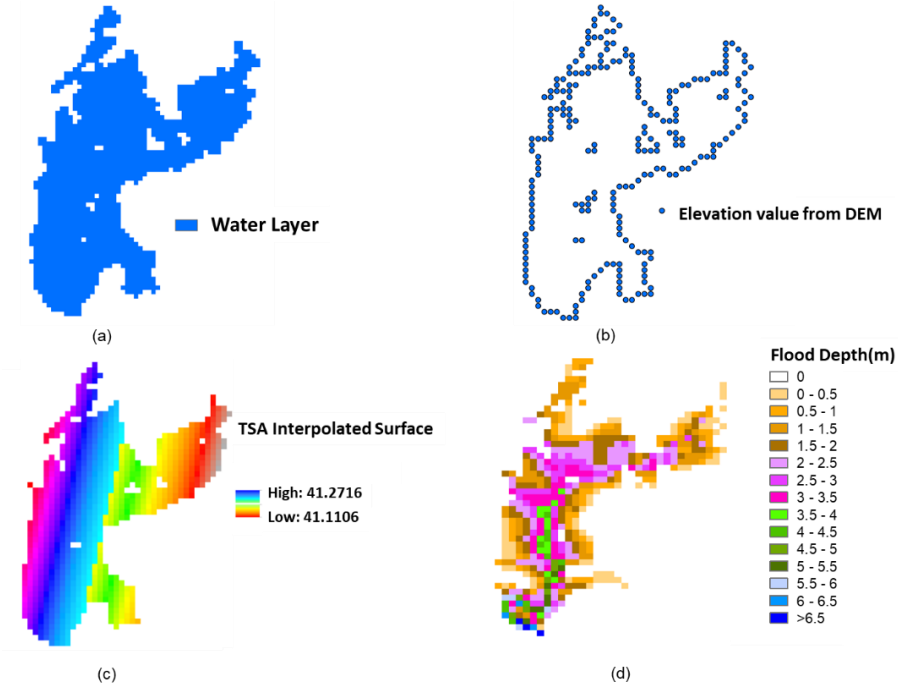 Water Layer
(a)
Elevation value from DEM
(b)
TSA Interpolated Surface
High: 41.2716
Low: 41.1106
(c)
Flood Depth(m)
0
0 - 0.5
0.5 - 1
1 - 1.5
1.5 - 2
2 - 2.5
2.5 - 3
3 - 3.5
3.5 - 4
4 - 4.5
4.5 - 5
5 - 5.5
5.5 - 6
6 - 6.5
>6.5
(d)